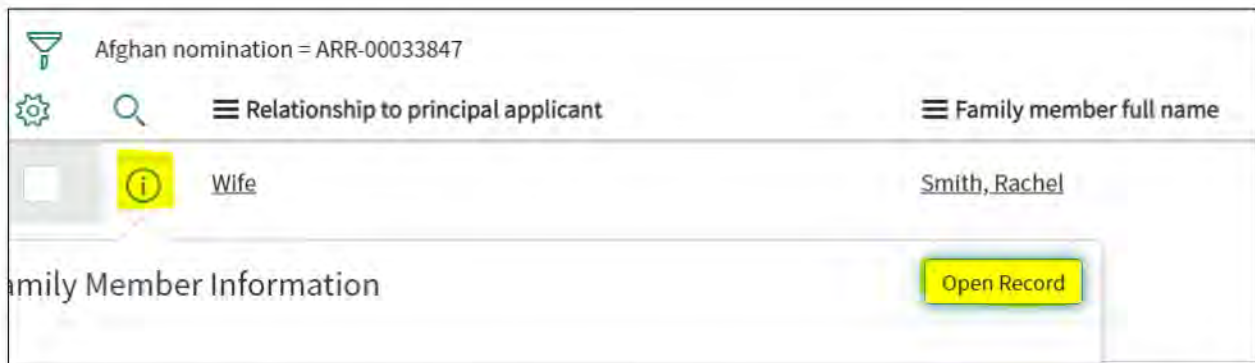 Afghan nomination = ARR-00033847
Relationship to principal applicant Family member full name
Wife Smith, Rachel
amily Member Information Open Record